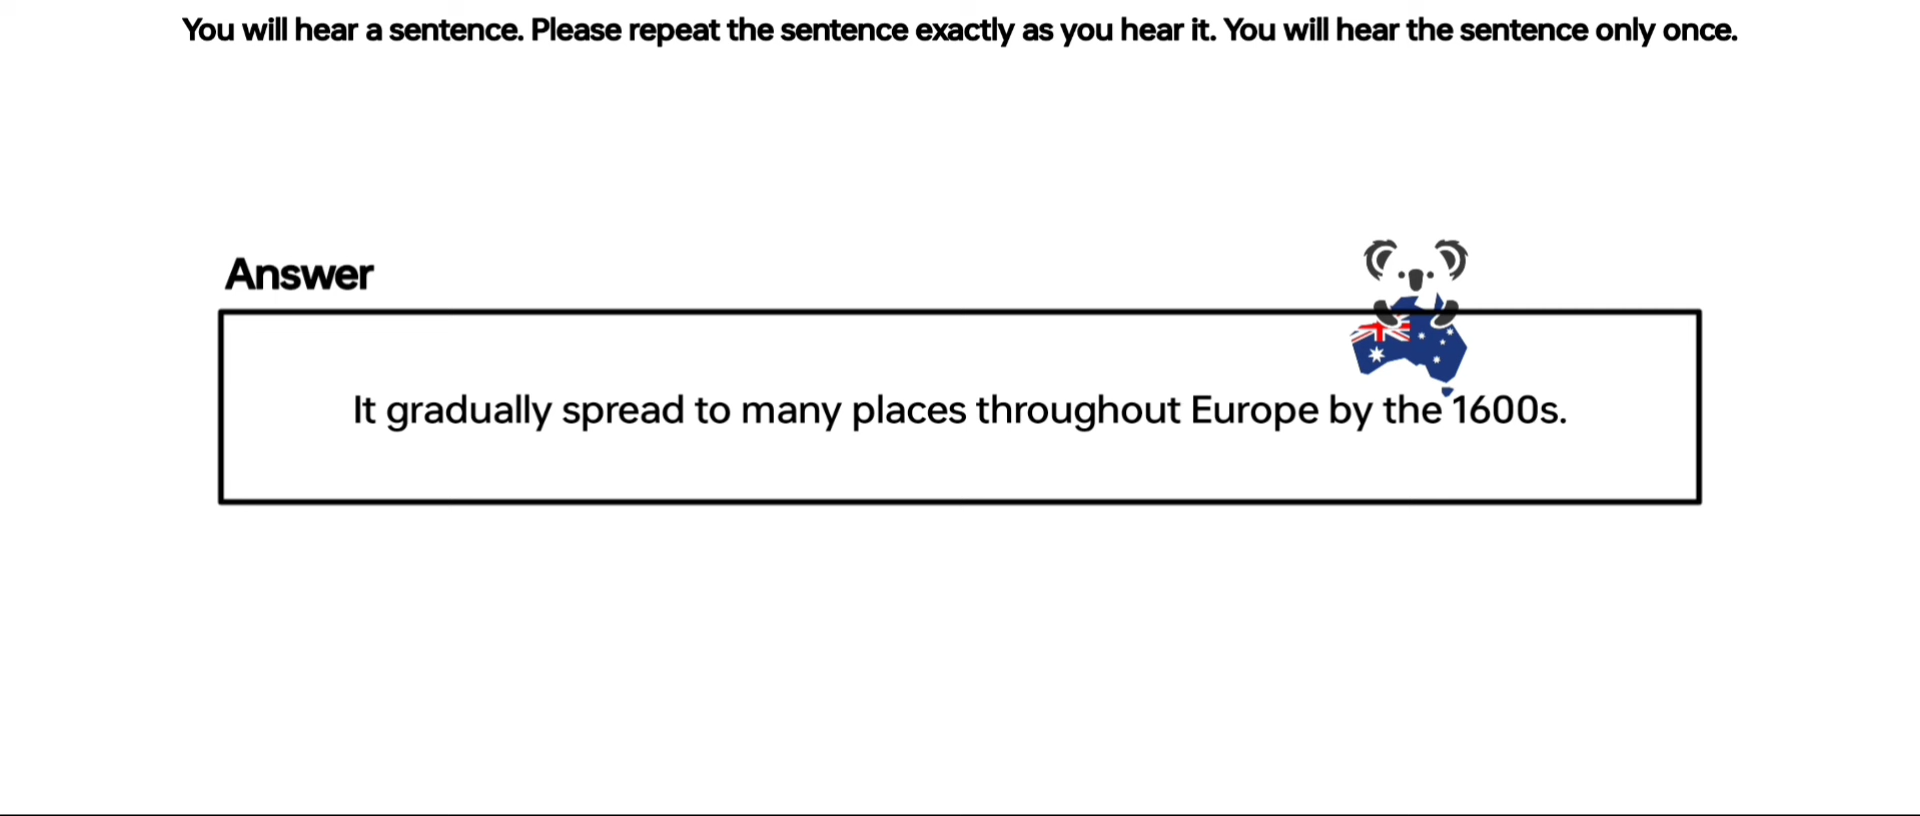 You will hear a sentence. Please repeat the sentence exactly as you hear it. You will hear the sentence only once.
Answer
It gradually spread to many places throughout Europe by the 1600s.